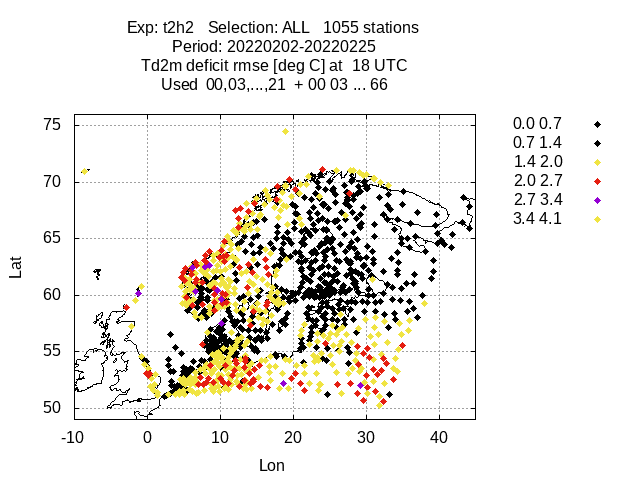 Exp: t2h2   Selection: ALL   1055 stations
Period: 20220202-20220225
Td2m deficit rmse [deg C] at  18 UTC
Used  00,03,...,21  + 00 03 ... 66
75
70
65
60
55
50
Lat
-10 0 10 20 30 40
Lon
0.0 0.7
0.7 1.4
1.4 2.0
2.0 2.7
2.7 3.4
3.4 4.1